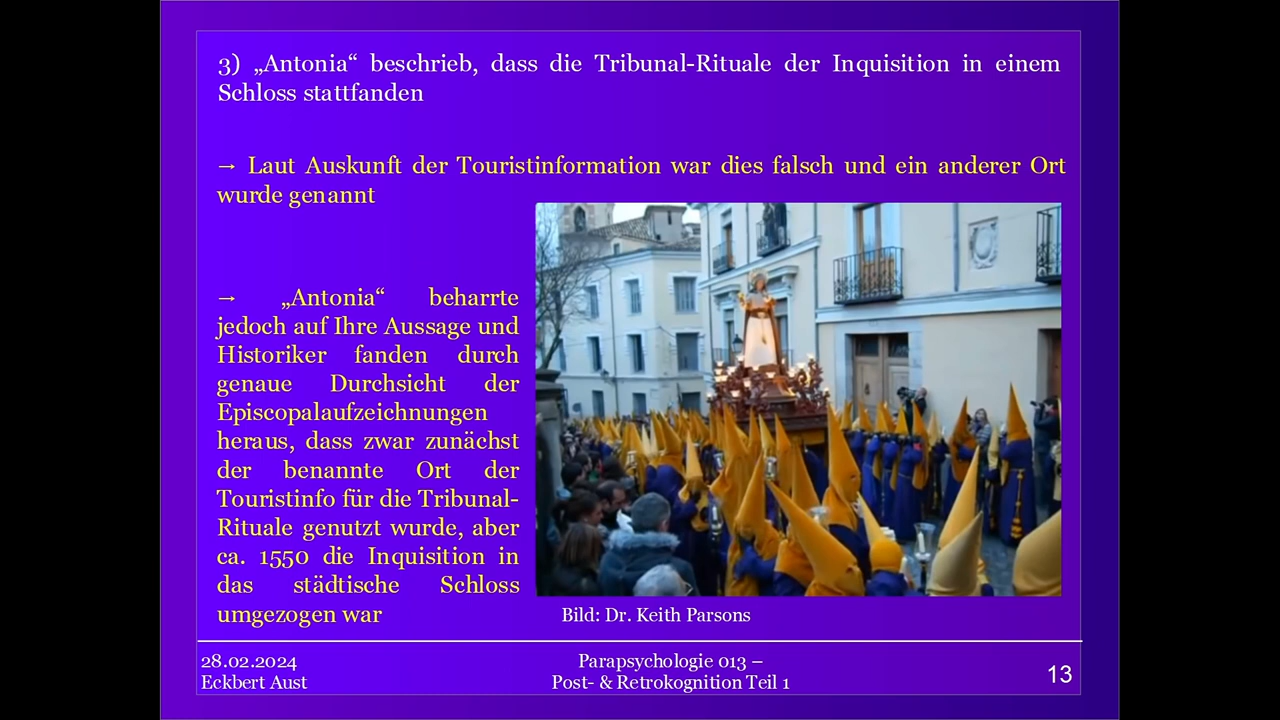 3) „Antonia“ beschrieb, dass die Tribunal-Rituale der Inquisition in einem
Schloss stattfanden
→ Laut Auskunft der Touristinformation war dies falsch und ein anderer Ort
wurde genannt
→ „Antonia“ beharrte
jedoch auf Ihre Aussage und
Historiker fanden durch
genaue Durchsicht der
Episcopalaufzeichnungen
heraus, dass zwar zunächst
der benannte Ort der
Touristinfo für die Tribunal-
Rituale genutzt wurde, aber
ca. 1550 die Inquisition in
das städtische Schloss
umgezogen war
Bild: Dr. Keith Parsons
28.02.2024
Eckbert Aust
Parapsychologie 013 –
Post- & Retrokognition Teil 1
13